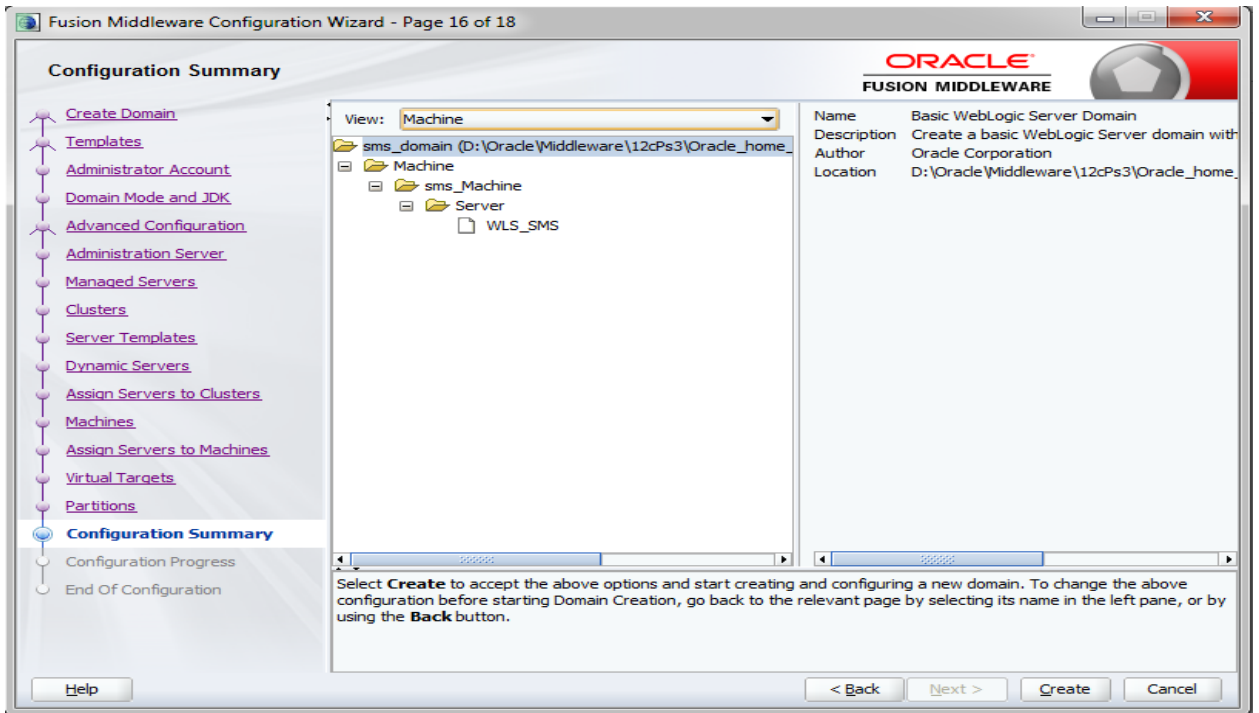 Fusion Middleware Configuration Wizard - Page 16 of 18
Configuration Summary
ORACLE®
FUSION MIDDLEWARE
Create Domain
Templates
Administrator Account
Domain Mode and JDK
Advanced Configuration
Administration Server
Managed Servers
Clusters
Server Templates
Dynamic Servers
Assign Servers to Clusters
Machines
Assign Servers to Machines
Virtual Targets
Partitions
Configuration Summary
Configuration Progress
End Of Configuration
View: Machine
sms_domain (D:\Oracle\Middleware\12cPs3\Oracle_home_
Machine
sms_Machine
Server
WLS_SMS
Name Basic WebLogic Server Domain
Description Create a basic WebLogic Server domain with
Author Oracle Corporation
Location D:\Oracle\Middleware\12cPs3\Oracle_home_
Select Create to accept the above options and start creating and configuring a new domain. To change the above
configuration before starting Domain Creation, go back to the relevant page by selecting its name in the left pane, or by
using the Back button.
Help
< Back
Next >
Create
Cancel